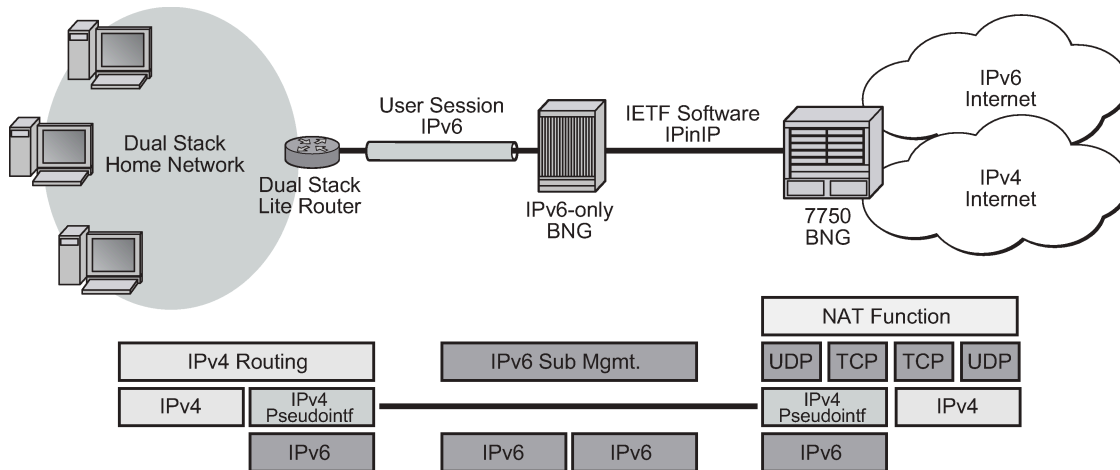 Dual Stack
Home Network
Dual Stack
Lite Router
User Session
IPv6
IPv6-only
BNG
IETF Software
IPinIP
7750
BNG
IPv6
Internet
IPv4
Internet
NAT Function
IPv4 Routing
IPv6 Sub Mgmt.
UDP
TCP
TCP
UDP
IPv4
IPv4
Pseudointf
IPv4
Pseudointf
IPv4
IPv6
IPv6
IPv6
IPv6